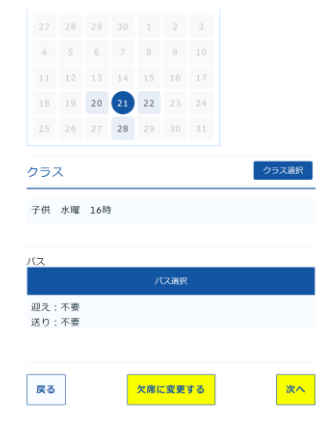 27 28 29 30 1 2 3
4 5 6 7 8 9 10
11 12 13 14 15 16 17
18 19 20 21 22 23 24
25 26 27 28 29 30 31
クラス クラス選択
子供 水曜 16時
バス
バス選択
迎え：不要
送り：不要
戻る 欠席に変更する 次へ